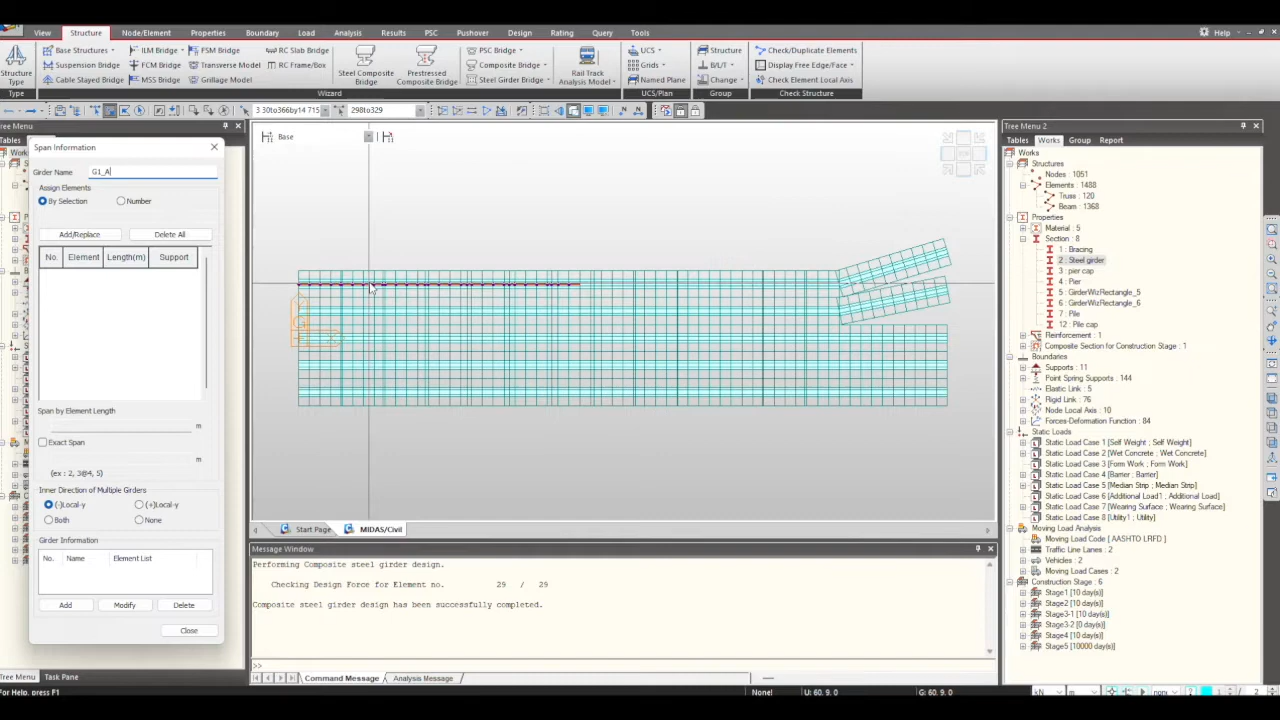 View Structure Node/Element Properties Boundary Load Analysis Results PSC Pushover Design Rating Query Tools Help
Base Structures ILM Bridge FSM Bridge RC Slab Bridge PSC Bridge UCS Structure Check/Duplicate Elements
Suspension Bridge FCM Bridge Transverse Model RC Frame/Box Composite Bridge Grids B/L/T Display Free Edge/Face
Structure Type Steel Composite Bridge Prestressed Composite Bridge Rail Track Analysis Model
Cable Stayed Bridge MSS Bridge Grillage Model Steel Girder Bridge Named Plane Change Check Element Local Axis
Type Wizard UCS/Plan Group Check Structure
3 30to366by14 715 298to329
Tree Menu
Tables
Span Information
Girder Name G1_A
Assign Elements
By Selection Number
Add/Replace Delete All
No. Element Length(m) Support
Span by Element Length
m
Exact Span
m
(ex : 2, 3@4, 5)
Inner Direction of Multiple Girders
(-)Local-y (+)Local-y
Both None
Girder Information
No. Name Element List
Add Modify Delete
Close
Tree Menu Task Pane
For Help, press F1
Base
Start Page MIDAS/Civil
Message Window
Performing Composite steel girder design.
Checking Design Force for Element no. 29 / 29
Composite steel girder design has been successfully completed.
>>
Command Message Analysis Message
Tree Menu 2
Tables Works Group Report
Works
Structures
Nodes : 1051
Elements : 1488
Truss : 120
Beam : 1368
Properties
Material : 5
Section : 8
1 : Bracing
2 : Steel girder
3 : pier cap
4 : Pier
5 : GirderWizRectangle_5
6 : GirderWizRectangle_6
7 : Pile
12 : Pile cap
Reinforcement : 1
Composite Section for Construction Stage : 1
Boundaries
Supports : 11
Point Spring Supports : 144
Elastic Link : 5
Rigid Link : 76
Node Local Axis : 10
Forces-Deformation Function : 84
Static Loads
Static Load Case 1 [Self Weight ; Self Weight]
Static Load Case 2 [Wet Concrete ; Wet Concrete]
Static Load Case 3 [Form Work ; Form Work]
Static Load Case 4 [Barrier ; Barrier]
Static Load Case 5 [Median Strip ; Median Strip]
Static Load Case 6 [Additional Load1 ; Additional Load]
Static Load Case 7 [Wearing Surface ; Wearing Surface]
Static Load Case 8 [Utility1 ; Utility]
Moving Load Analysis
Moving Load Code [ AASHTO LRFD ]
Traffic Line Lanes : 2
Vehicles : 2
Moving Load Cases : 2
Construction Stage : 6
Stage1 [10 day(s)]
Stage2 [10 day(s)]
Stage3-1 [10 day(s)]
Stage3-2 [0 day(s)]
Stage4 [10 day(s)]
Stage5 [10000 day(s)]
None! U: 60. 9. 0 G: 60. 9. 0 kN m none